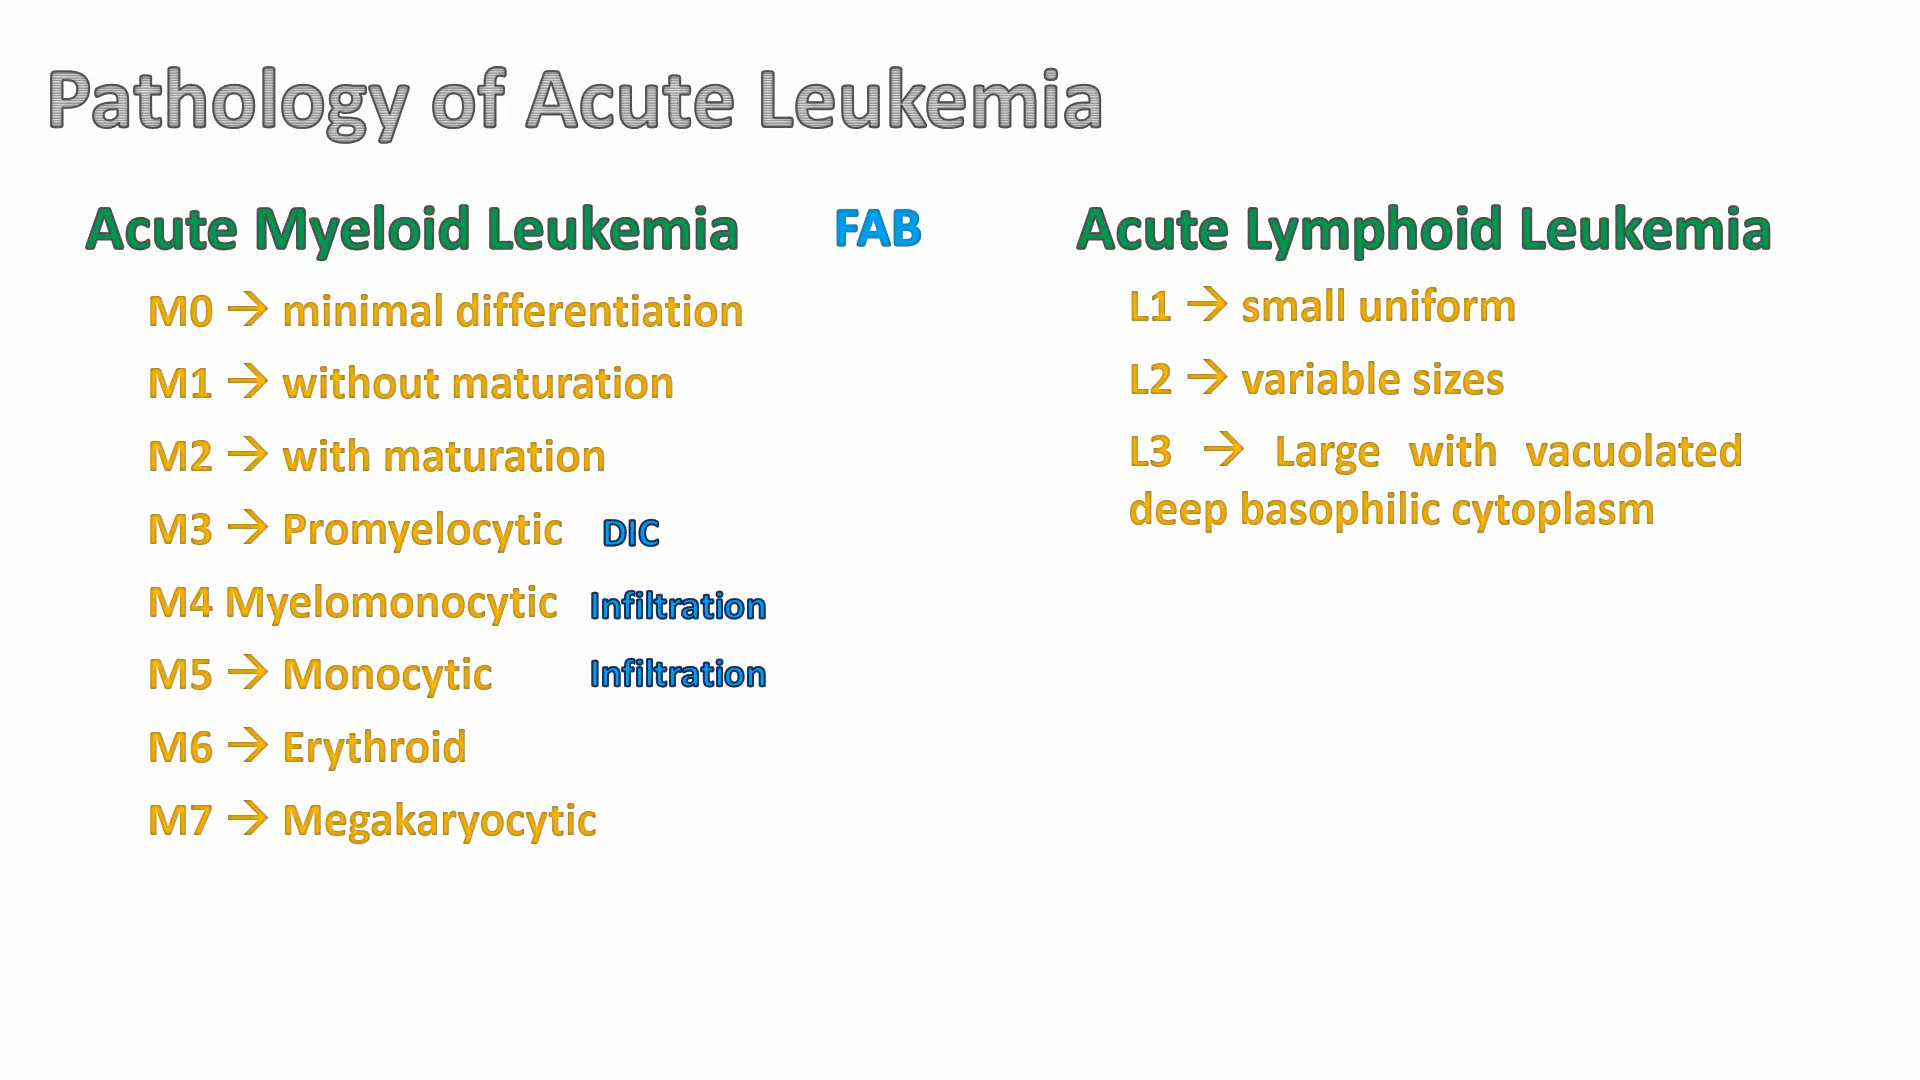 Pathology of Acute Leukemia
Acute Myeloid Leukemia
FAB
M0 → minimal differentiation
M1 → without maturation
M2 → with maturation
M3 → Promyelocytic DIC
M4 Myelomonocytic Infiltration
M5 → Monocytic Infiltration
M6 → Erythroid
M7 → Megakaryocytic
Acute Lymphoid Leukemia
L1 → small uniform
L2 → variable sizes
L3 → Large with vacuolated
deep basophilic cytoplasm